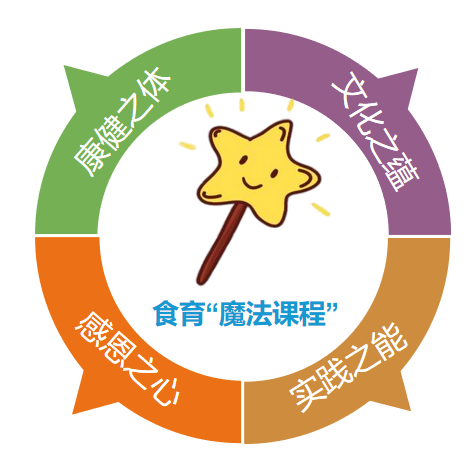 康健之体
文化之蕴
食育“魔法课程”
感恩之心
实践之能